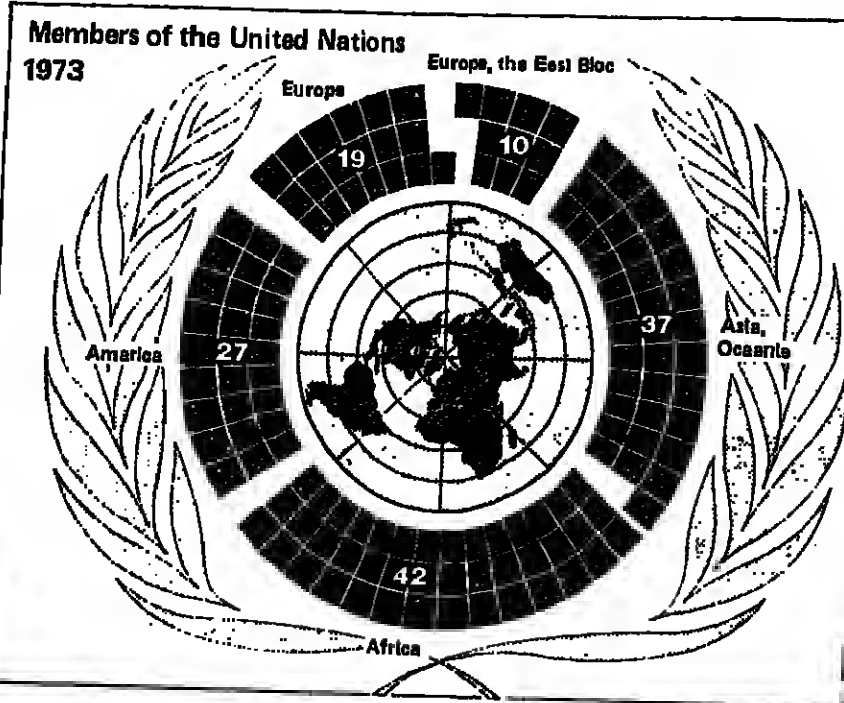 Members of the United Nations
1973
Europe
Europe, the East Bloc
19
10
37
Asia,
Oceania
America
27
42
Africa